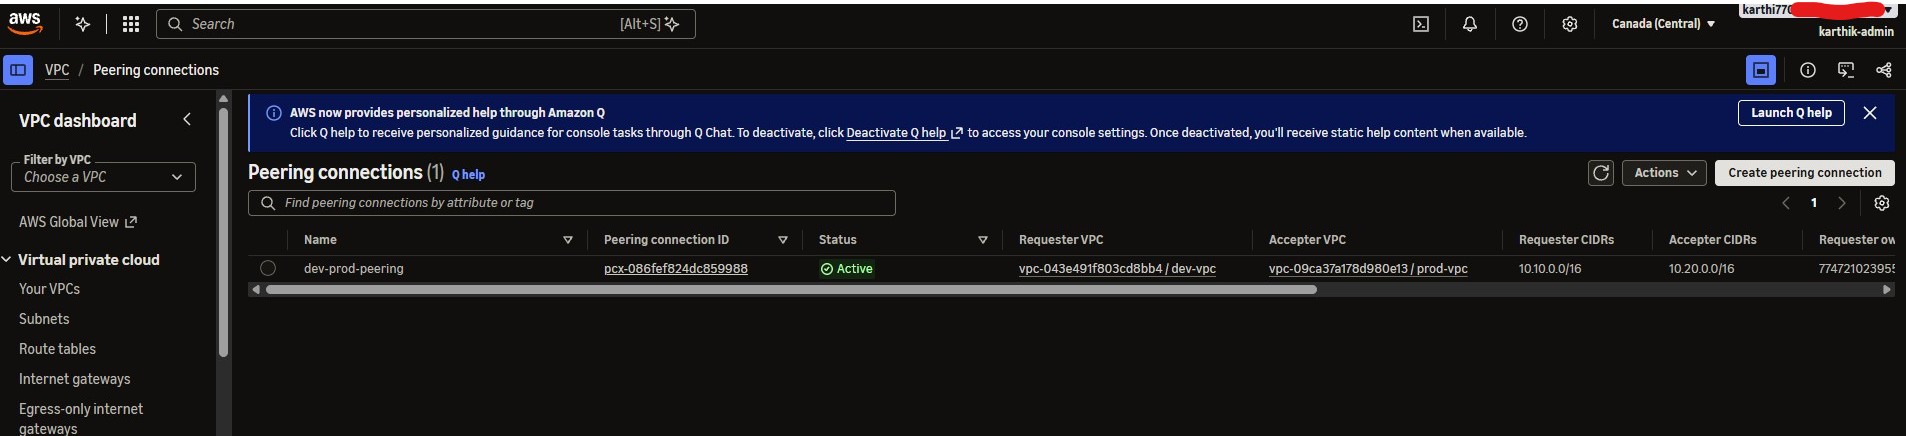 aws
Search [Alt+S]
Canada (Central)
karthi770
karthik-admin
VPC / Peering connections
VPC dashboard
Filter by VPC
Choose a VPC
AWS Global View
Virtual private cloud
Your VPCs
Subnets
Route tables
Internet gateways
Egress-only internet
gateways
AWS now provides personalized help through Amazon Q
Click Q help to receive personalized guidance for console tasks through Q Chat. To deactivate, click Deactivate Q help to access your console settings. Once deactivated, you'll receive static help content when available.
Launch Q help
Peering connections (1) Q help
Actions
Create peering connection
Find peering connections by attribute or tag
1
Name Peering connection ID Status Requester VPC Accepter VPC Requester CIDRs Accepter CIDRs Requester ow
dev-prod-peering pcx-086fef824dc859988 Active vpc-043e491f803cd8bb4 / dev-vpc vpc-09ca37a178d980e13 / prod-vpc 10.10.0.0/16 10.20.0.0/16 774721023955